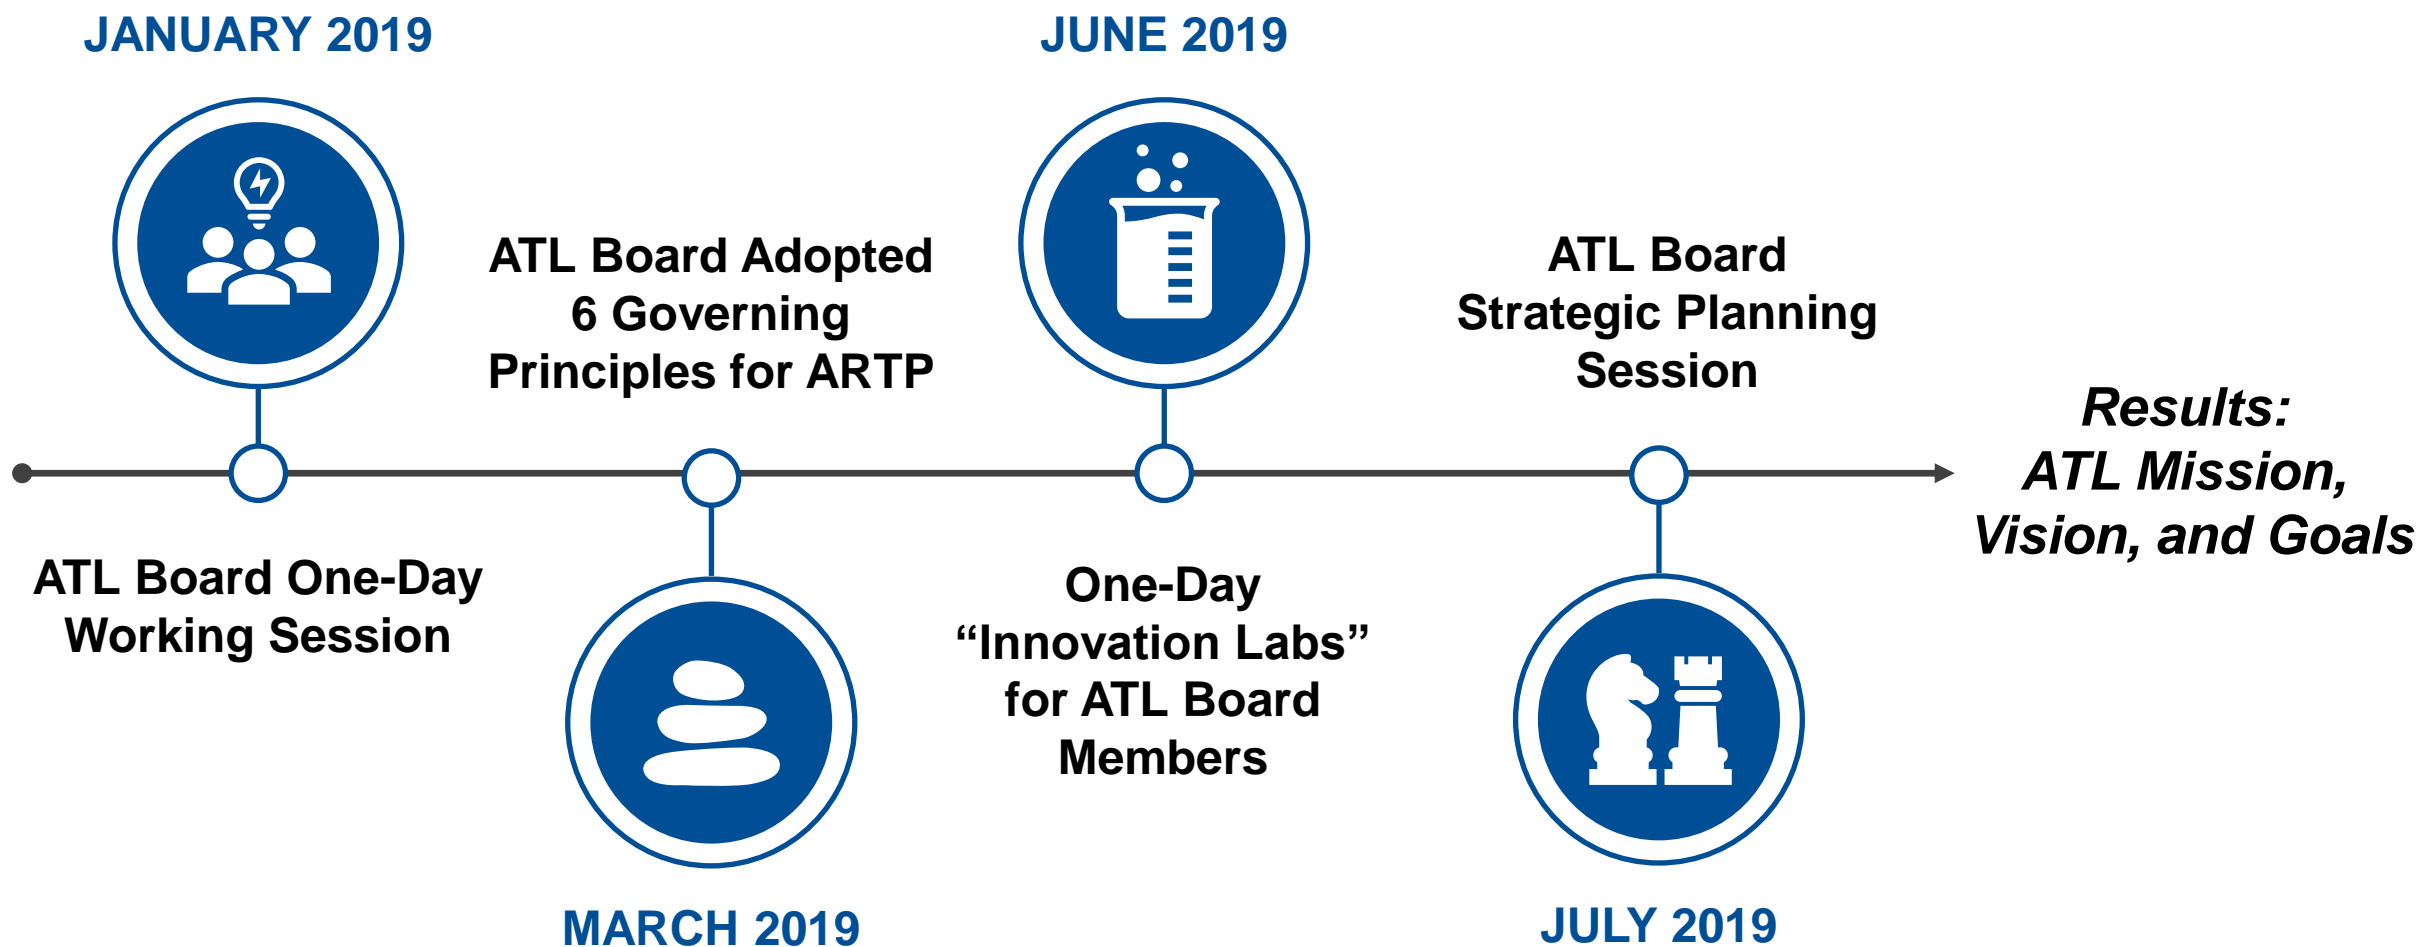 JANUARY 2019
ATL Board One-Day
Working Session
ATL Board Adopted
6 Governing
Principles for ARTP
MARCH 2019
JUNE 2019
One-Day
“Innovation Labs”
for ATL Board
Members
ATL Board
Strategic Planning
Session
JULY 2019
Results:
ATL Mission,
Vision, and Goals